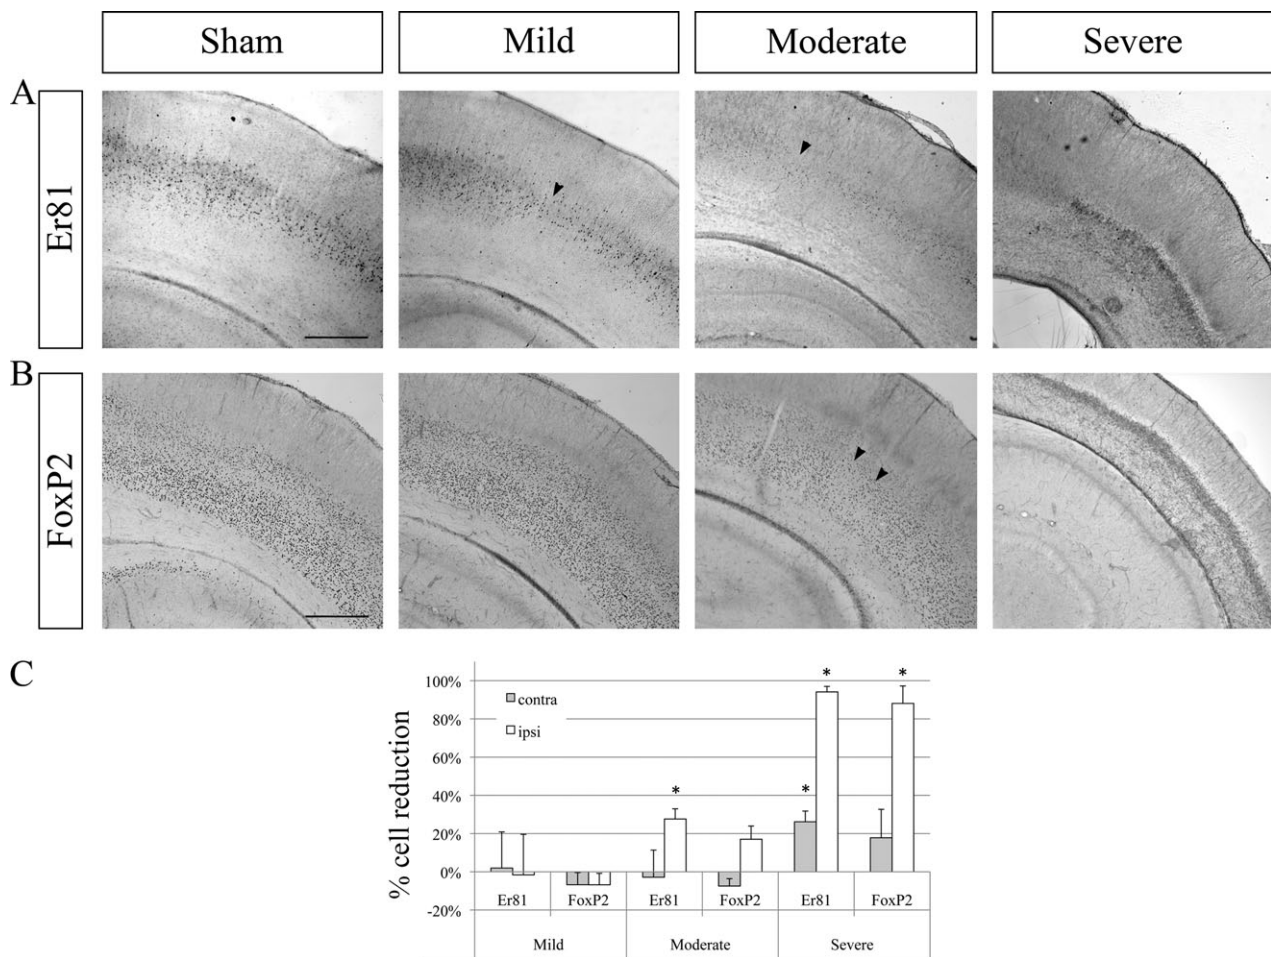 Sham Mild Moderate Severe
A
Er81
B
FoxP2
C
% cell reduction
100%
80%
60%
40%
20%
0%
-20%
contra
ipsi
* * * *
Er81 FoxP2 Er81 FoxP2 Er81 FoxP2
Mild Moderate Severe